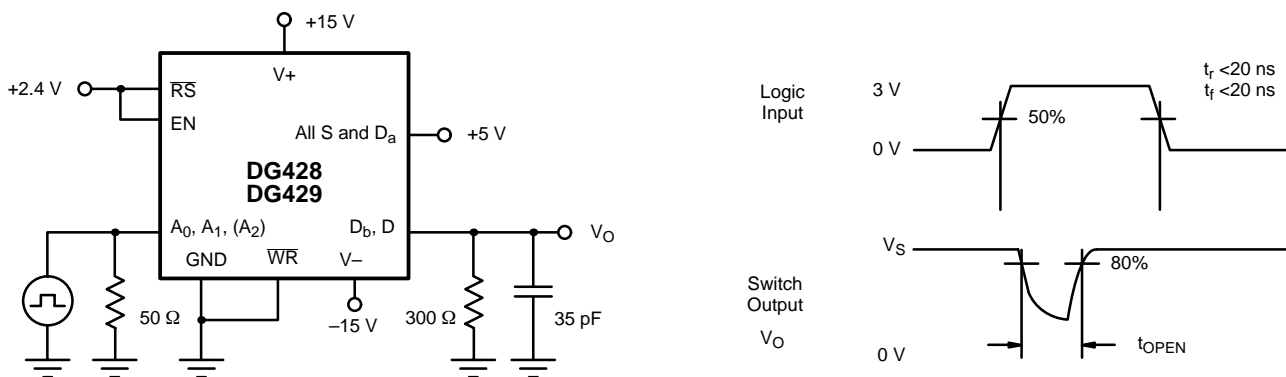 +15 V
V+
+2.4 V
RS
EN
All S and Da
+5 V
DG428
DG429
A0, A1, (A2)
Db, D
VO
GND
WR
V–
50 Ω
–15 V
300 Ω
35 pF
Logic
Input
3 V
0 V
50%
tr <20 ns
tf <20 ns
VS
80%
Switch
Output
VO
0 V
tOPEN